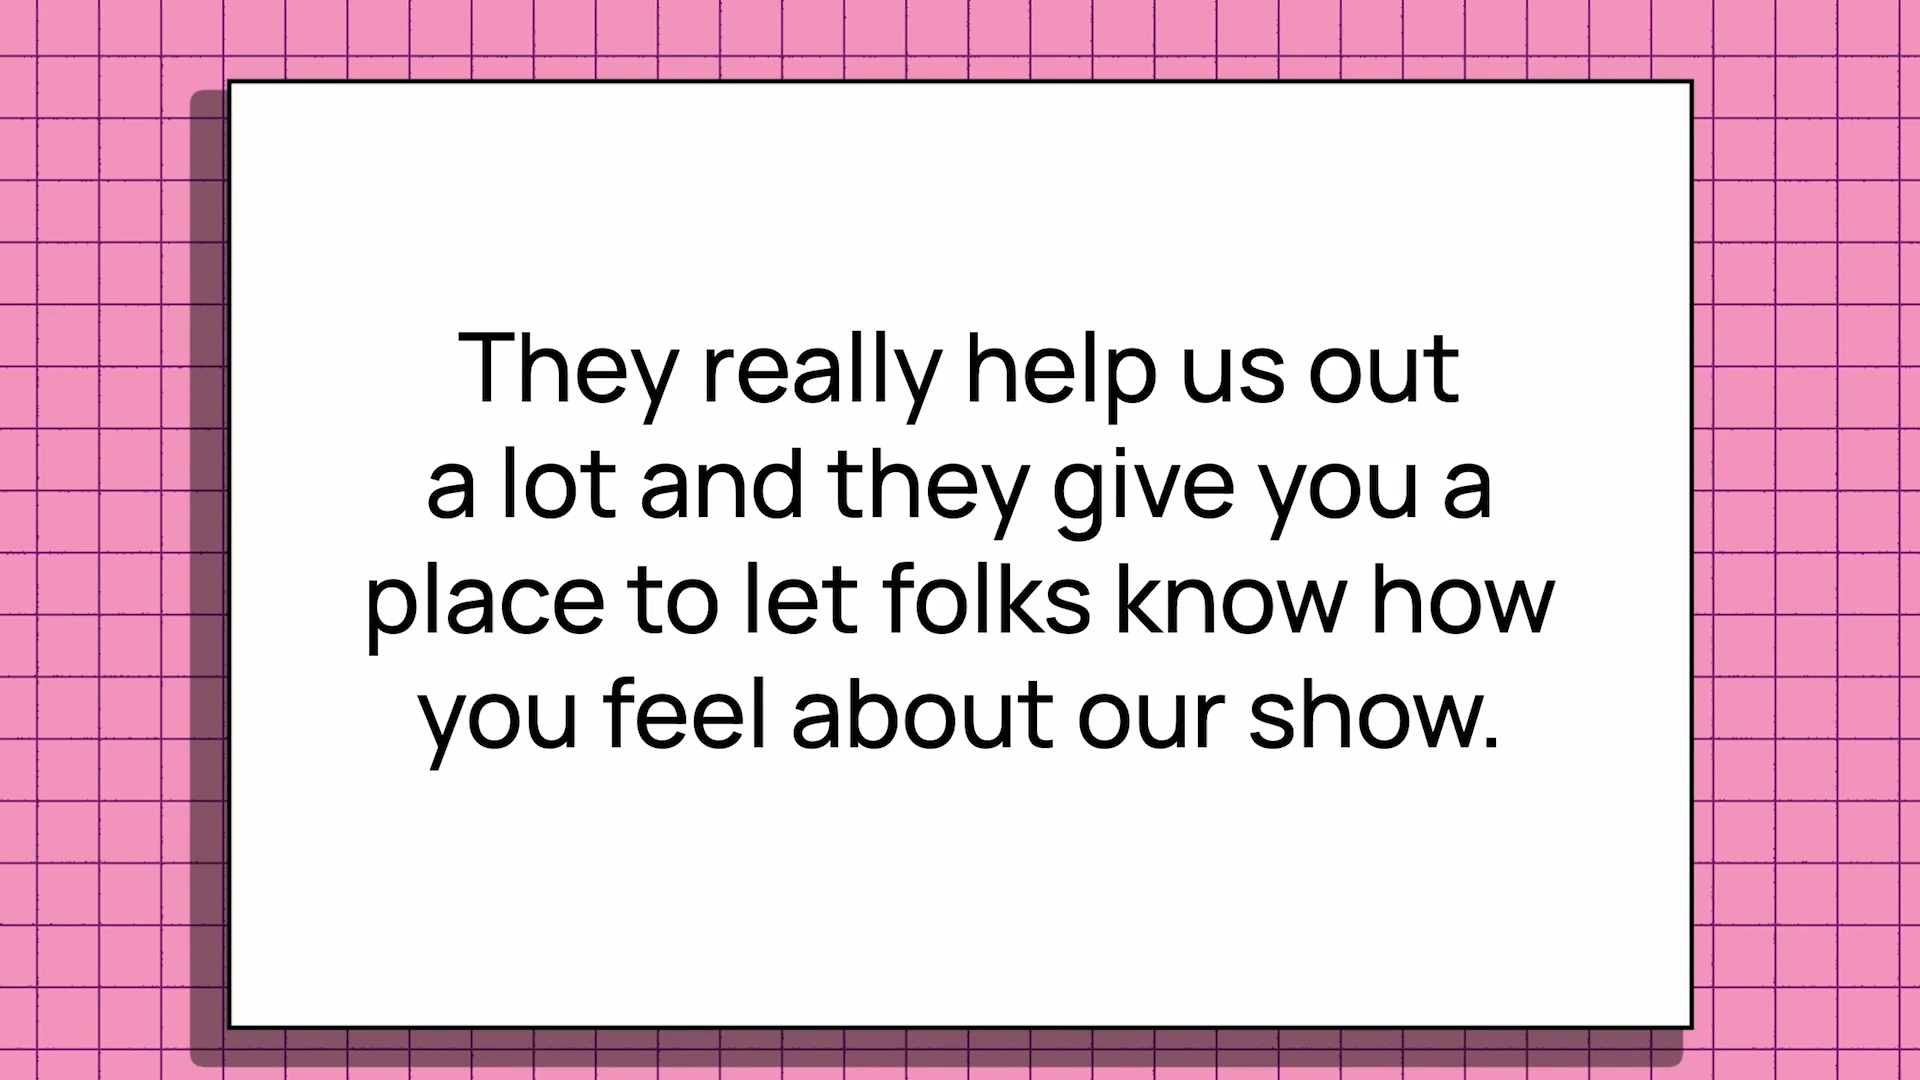 They really help us out
a lot and they give you a
place to let folks know how
you feel about our show.